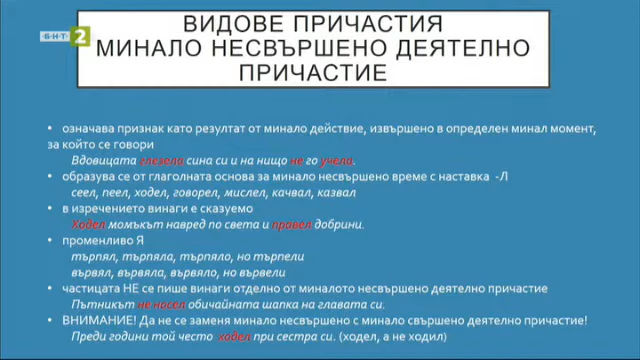 БНТ 2
ВИДОВЕ ПРИЧАСТИЯ
МИНАЛО НЕСВЪРШЕНО ДЕЯТЕЛНО
ПРИЧАСТИЕ
• означава признак като резултат от минало действие, извършено в определен минал момент,
за който се говори
Вдовицата глезела сина си и на нищо не го учела.
• образува се от глаголната основа за минало несвършено време с наставка -Л
сеел, пеел, ходел, говорел, мислел, качвал, казвал
• в изречението винаги е сказуемо
Ходел момъкът навред по света и правел добрини.
• променливо Я
търпял, търпяла, търпяло, но търпели
вървял, вървяла, вървяло, но вървели
• частицата НЕ се пише винаги отделно от миналото несвършено деятелно причастие
Пътникът не носел обичайната шапка на главата си.
• ВНИМАНИЕ! Да не се заменя минало несвършено с минало свършено деятелно причастие!
Преди години той често ходел при сестра си. (ходел, а не ходил)